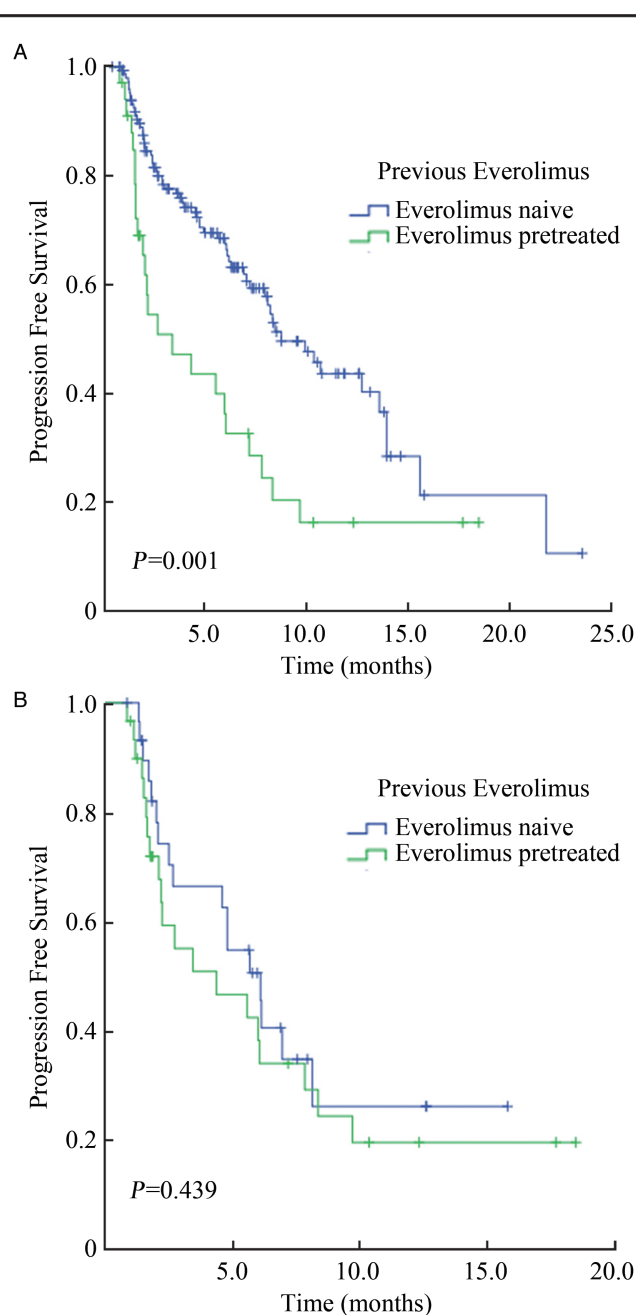 A
1.0
0.8
0.6
0.4
0.2
0
Progression Free Survival
Previous Everolimus
Everolimus naive
Everolimus pretreated
P=0.001
5.0 10.0 15.0 20.0 25.0
Time (months)
B
1.0
0.8
0.6
0.4
0.2
0
Progression Free Survival
Previous Everolimus
Everolimus naive
Everolimus pretreated
P=0.439
5.0 10.0 15.0 20.0
Time (months)